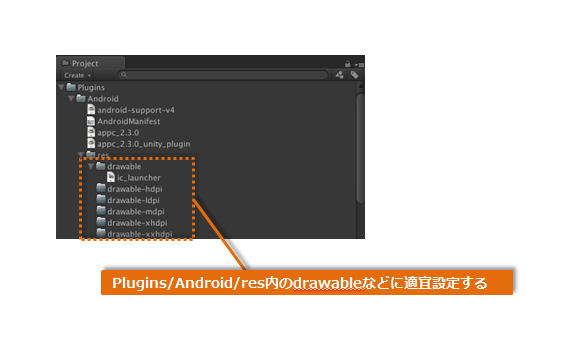 Project
Create
Plugins
Android
android-support-v4
AndroidManifest
appc_2.3.0
appc_2.3.0_unity_plugin
res
drawable
ic_launcher
drawable-hdpi
drawable-ldpi
drawable-mdpi
drawable-xhdpi
drawable-xxhdpi
Plugins/Android/res内のdrawableなどに適宜設定する